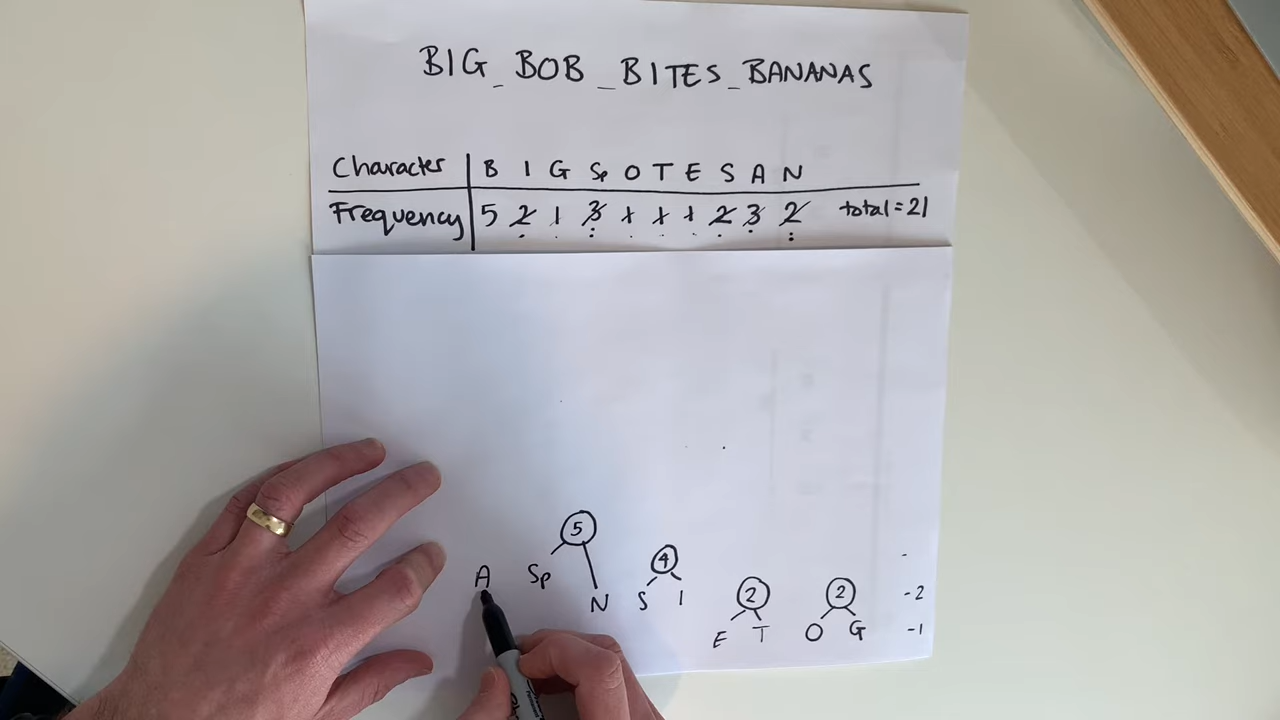 BIG_BOB_BITES_BANANAS
Character B I G Sp O T E S A N
Frequency 5 2 1 3 1 1 1 2 3 2 total=21
5
4
A Sp
2 2 -2
N S I
E T O G -1